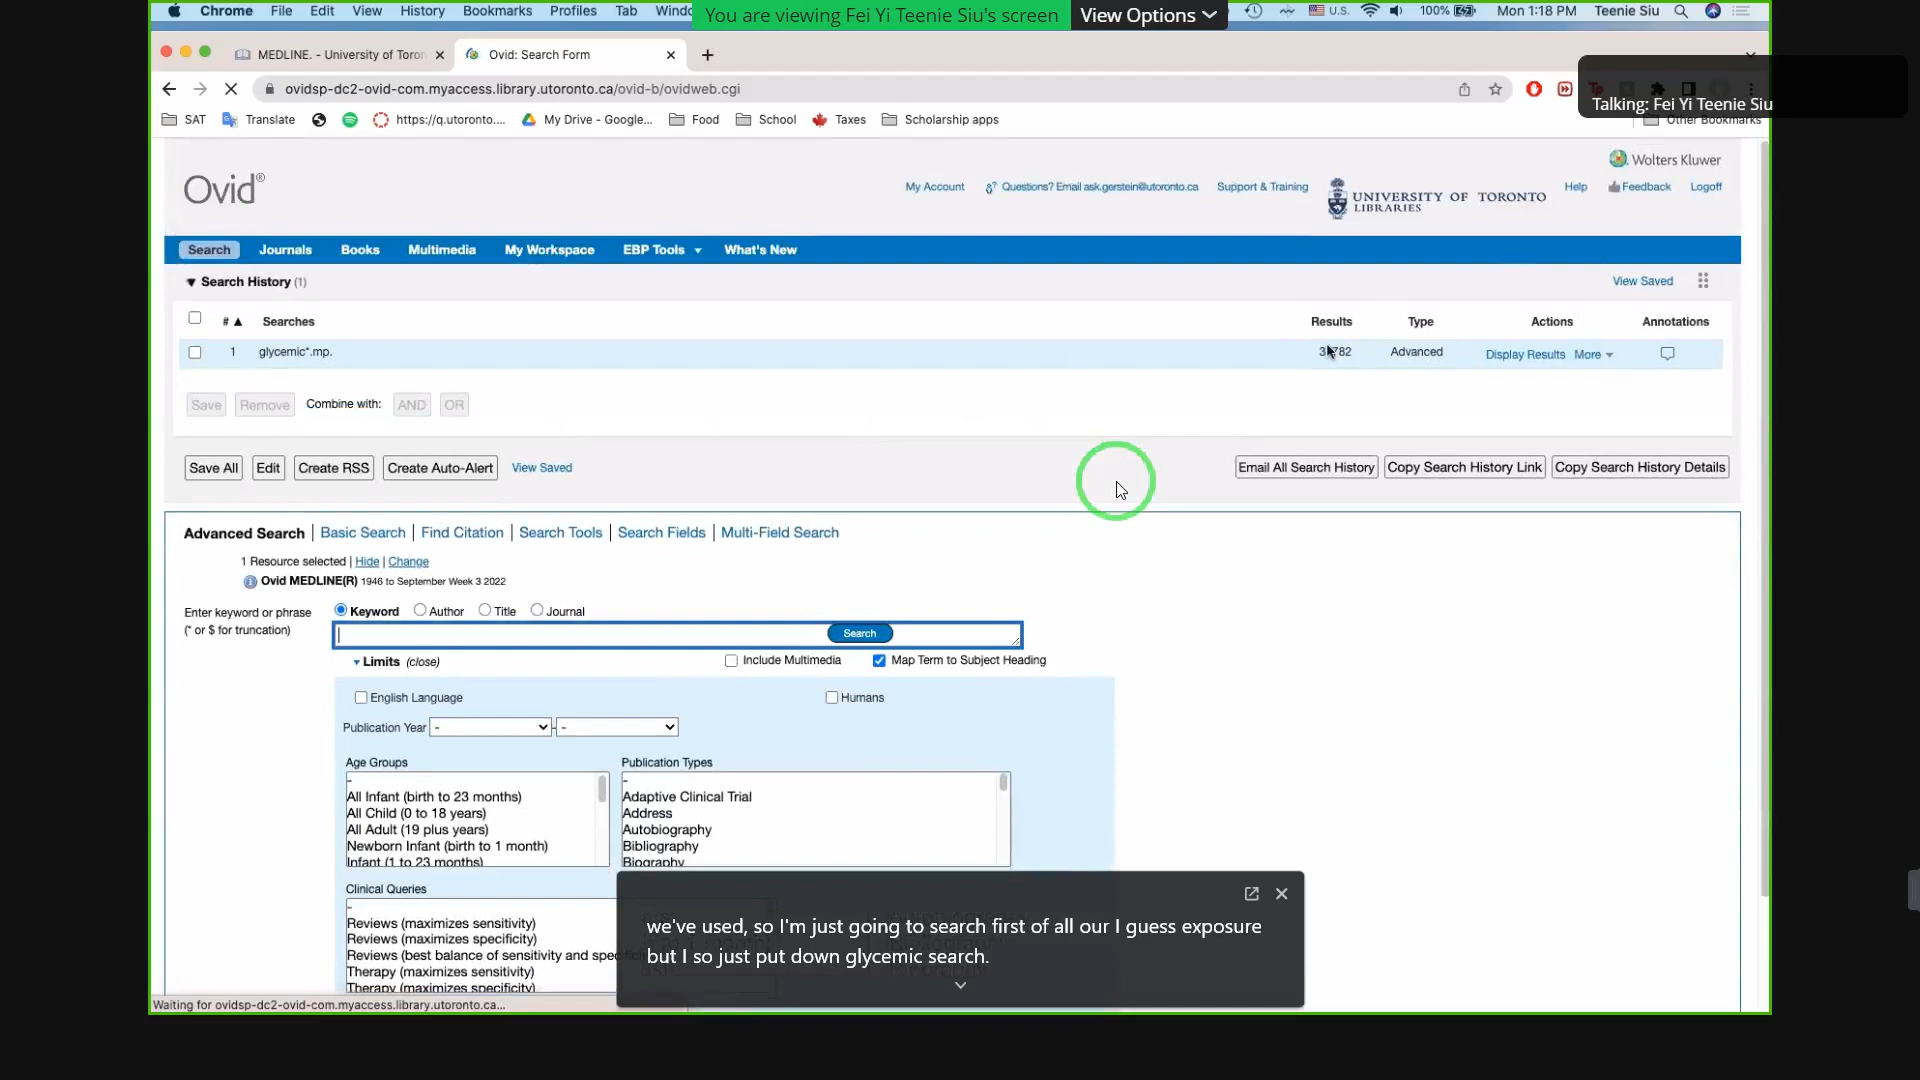 Chrome File Edit View History Bookmarks Profiles Tab
You are viewing Fei Yi Teenie Siu's screen View Options
U.S. 100% Mon 1:18 PM Teenie Siu
MEDLINE. - University of Toron
Ovid: Search Form
ovidsp-dc2-ovid-com.myaccess.library.utoronto.ca/ovid-b/ovidweb.cgi
Talking: Fei Yi Teenie Siu
SAT Translate https://q.utoronto.... My Drive - Google... Food School Taxes Scholarship apps Other Bookmarks
Wolters Kluwer
Ovid®
My Account Questions? Email ask.gerstein@utoronto.ca Support & Training UNIVERSITY OF TORONTO LIBRARIES Help Feedback Logoff
Search Journals Books Multimedia My Workspace EBP Tools What's New
Search History (1) View Saved
# ▲ Searches Results Type Actions Annotations
1 glycemic*.mp. Advanced Display Results More
Save Remove Combine with: AND OR
Save All Edit Create RSS Create Auto-Alert View Saved Email All Search History Copy Search History Link Copy Search History Details
Advanced Search | Basic Search | Find Citation | Search Tools | Search Fields | Multi-Field Search
1 Resource selected | Hide | Change
Ovid MEDLINE(R) 1946 to September Week 3 2022
Enter keyword or phrase
(* or $ for truncation)
Keyword Author Title Journal
Search
Limits (close) Include Multimedia Map Term to Subject Heading
English Language Humans
Publication Year - -
Age Groups
-
All Infant (birth to 23 months)
All Child (0 to 18 years)
All Adult (19 plus years)
Newborn Infant (birth to 1 month)
Infant (1 to 23 months)
Publication Types
-
Adaptive Clinical Trial
Address
Autobiography
Bibliography
Biography
Clinical Queries
-
Reviews (maximizes sensitivity)
Reviews (maximizes specificity)
Reviews (best balance of sensitivity and spec
Therapy (maximizes sensitivity)
Therapy (maximizes specificity)
we've used, so I'm just going to search first of all our I guess exposure
but I so just put down glycemic search.
Waiting for ovidsp-dc2-ovid-com.myaccess.library.utoronto.ca...